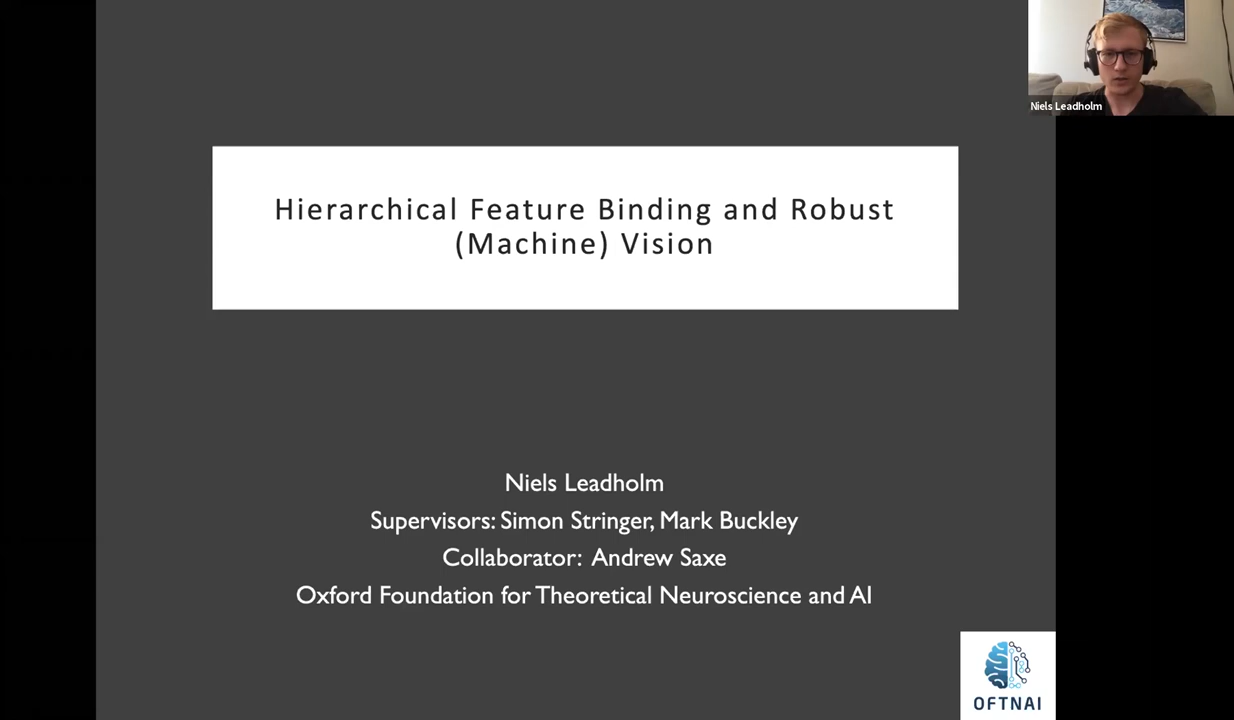 Niels Leadholm
Hierarchical Feature Binding and Robust
(Machine) Vision
Niels Leadholm
Supervisors: Simon Stringer, Mark Buckley
Collaborator: Andrew Saxe
Oxford Foundation for Theoretical Neuroscience and AI
OFTNAI